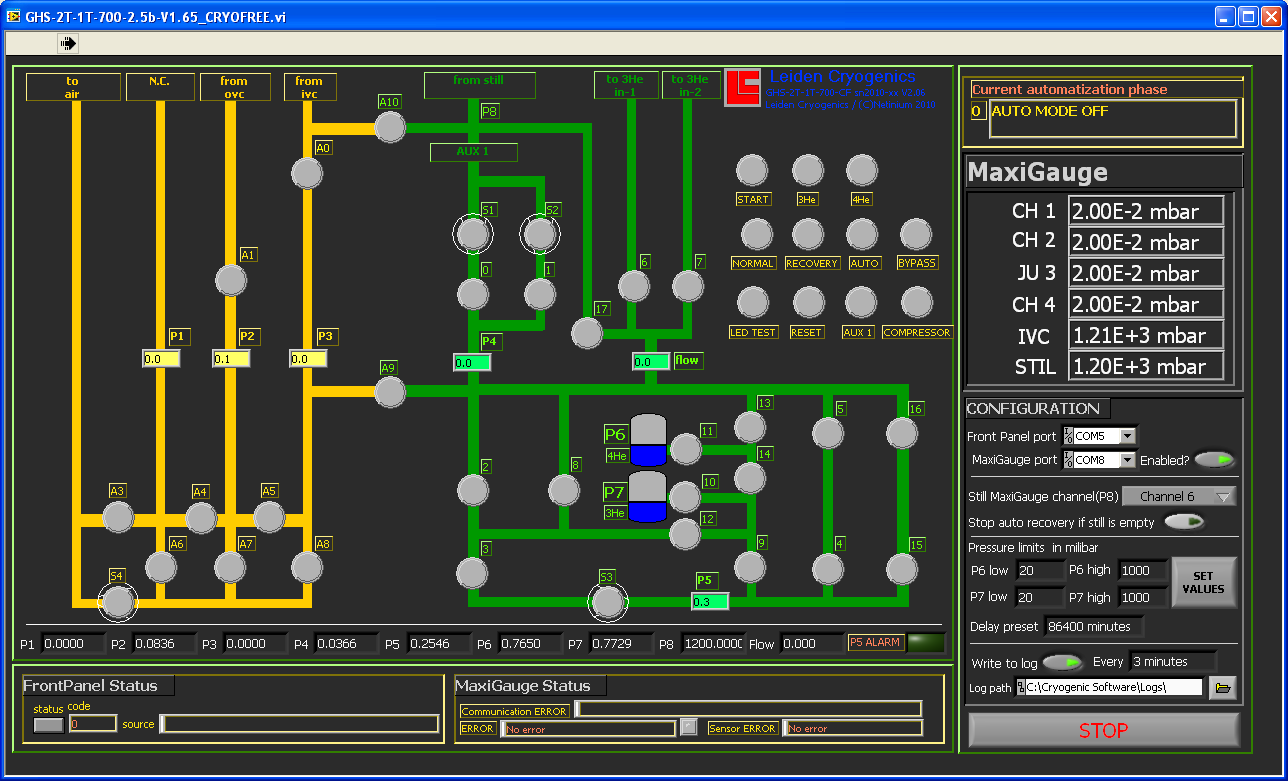 GHS-2T-1T-700-2.5b-V1.65_CRYOFREE.vi
to air
N.C.
from ovc
from ivc
from still
to 3He in-1
to 3He in-2
Leiden Cryogenics
Leiden Cryogenics / (C)Notinium 2010
A10
P8
A0
AUX 1
S1
S2
START
3He
4He
A1
0
1
6
7
NORMAL
RECOVERY
AUTO
BYPASS
17
LED TEST
RESET
AUX 1
COMPRESSOR
P1
P2
P3
P4
0.0
0.1
0.0
0.0
0.0
flow
A9
13
5
16
P6
4He
11
14
2
8
P7
3He
10
12
A3
A4
A5
A6
A7
A8
3
9
4
15
S4
S3
P5
0.3
P1 0.0000 P2 0.0836 P3 0.0000 P4 0.0366 P5 0.2546 P6 0.7650 P7 0.7729 P8 1200.000 Flow 0.000 P5 ALARM
FrontPanel Status
status code
0
source
MaxiGauge Status
Communication ERROR
ERROR No error
Sensor ERROR No error
Current automatization phase
0 AUTO MODE OFF
MaxiGauge
CH 1 2.00E-2 mbar
CH 2 2.00E-2 mbar
JU 3 2.00E-2 mbar
CH 4 2.00E-2 mbar
IVC 1.21E+3 mbar
STIL 1.20E+3 mbar
CONFIGURATION
Front Panel port COM5
MaxiGauge port COM8 Enabled?
Still MaxiGauge channel(P8) Channel 6
Stop auto recovery if still is empty
Pressure limits in milibar
P6 low 20 P6 high 1000
P7 low 20 P7 high 1000
SET VALUES
Delay preset 86400 minutes
Write to log Every 3 minutes
Log path C:\Cryogenic Software\Logs\
STOP